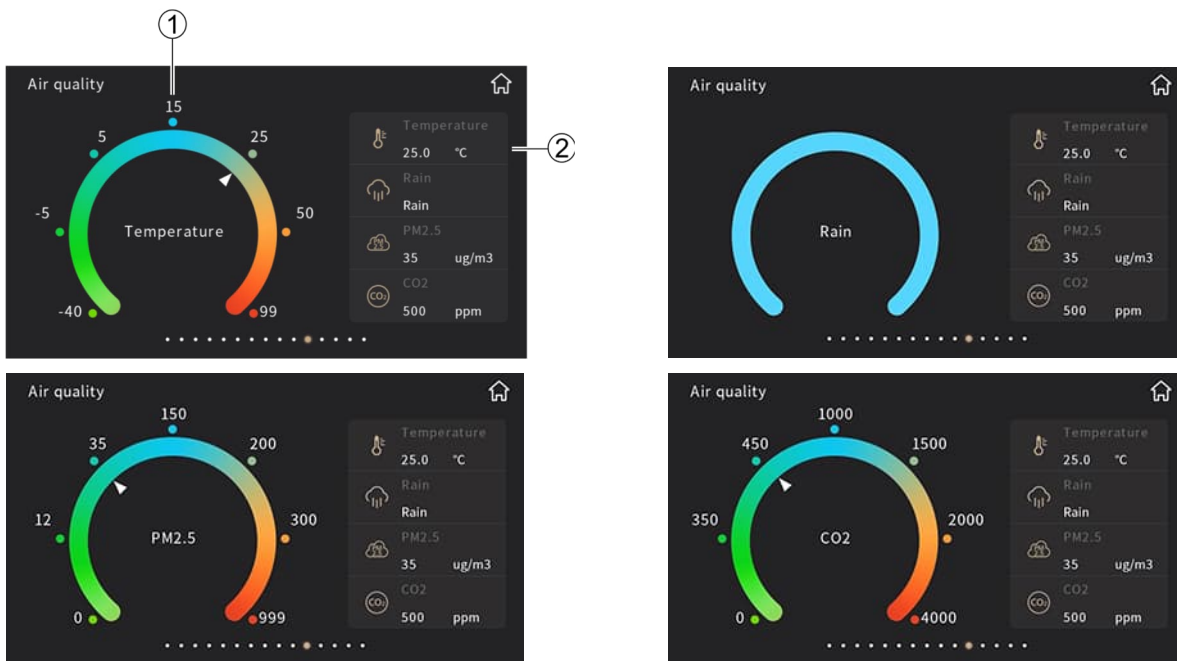 1
Air quality
15
5
25
-5
50
Temperature
-40
99
Temperature
25.0 °C
Rain
Rain
PM2.5
35 ug/m3
CO2
500 ppm
2
Air quality
Rain
Temperature
25.0 °C
Rain
Rain
PM2.5
35 ug/m3
CO2
500 ppm
Air quality
150
35
200
12
300
PM2.5
0
999
Temperature
25.0 °C
Rain
Rain
PM2.5
35 ug/m3
CO2
500 ppm
Air quality
1000
450
1500
350
2000
CO2
0
4000
Temperature
25.0 °C
Rain
Rain
PM2.5
35 ug/m3
CO2
500 ppm